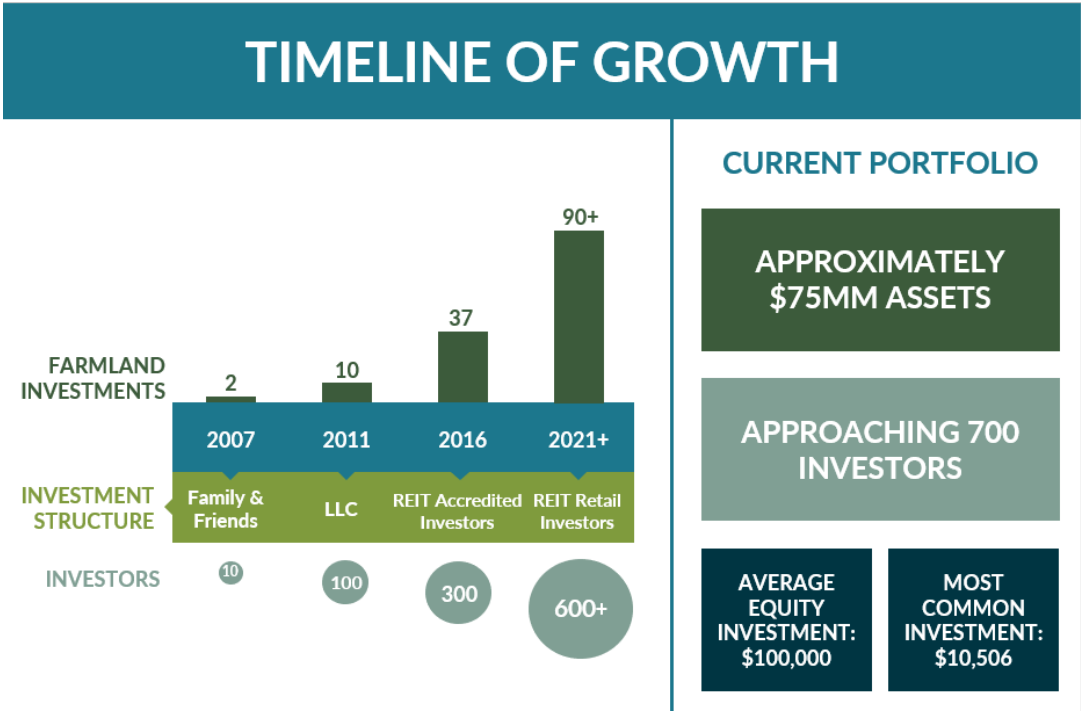 TIMELINE OF GROWTH
FARMLAND
INVESTMENTS
2
10
37
90+
2007
2011
2016
2021+
INVESTMENT
STRUCTURE
Family &
Friends
LLC
REIT Accredited
Investors
REIT Retail
Investors
INVESTORS
10
100
300
600+
CURRENT PORTFOLIO
APPROXIMATELY
$75MM ASSETS
APPROACHING 700
INVESTORS
AVERAGE
EQUITY
INVESTMENT:
$100,000
MOST
COMMON
INVESTMENT:
$10,506